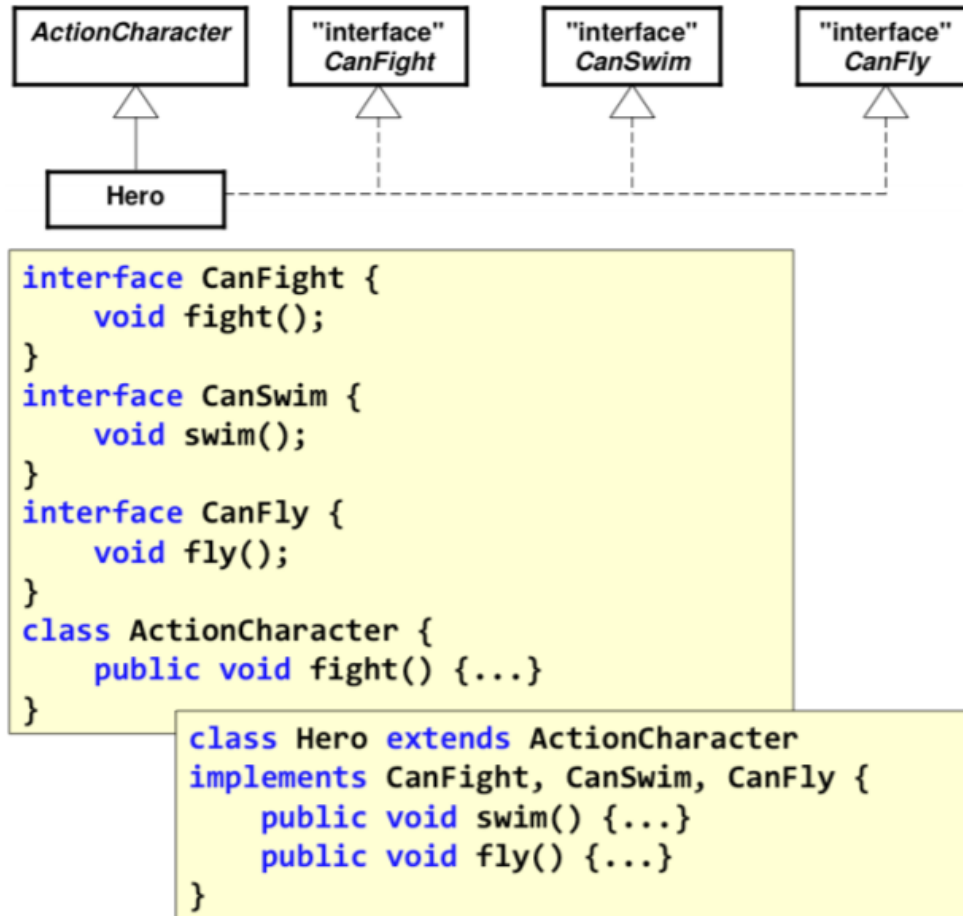 ActionCharacter
"interface"
CanFight
"interface"
CanSwim
"interface"
CanFly
Hero
interface CanFight {
    void fight();
}
interface CanSwim {
    void swim();
}
interface CanFly {
    void fly();
}
class ActionCharacter {
    public void fight() {...}
}
class Hero extends ActionCharacter
implements CanFight, CanSwim, CanFly {
    public void swim() {...}
    public void fly() {...}
}